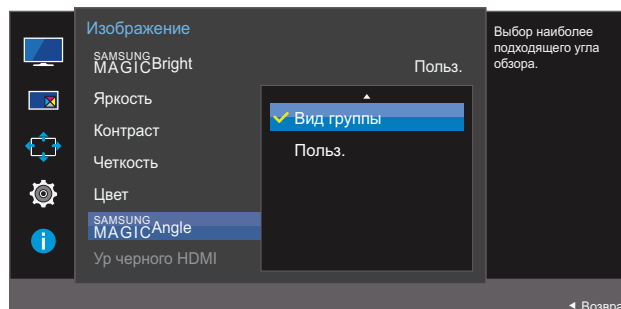 Изображение
SAMSUNG
MAGICBright
Польз.
Яркость
Контраст
Четкость
Цвет
SAMSUNG
MAGICAngle
Ур черного HDMI
Вид группы
Польз.
Выбор наиболее
подходящего угла
обзора.